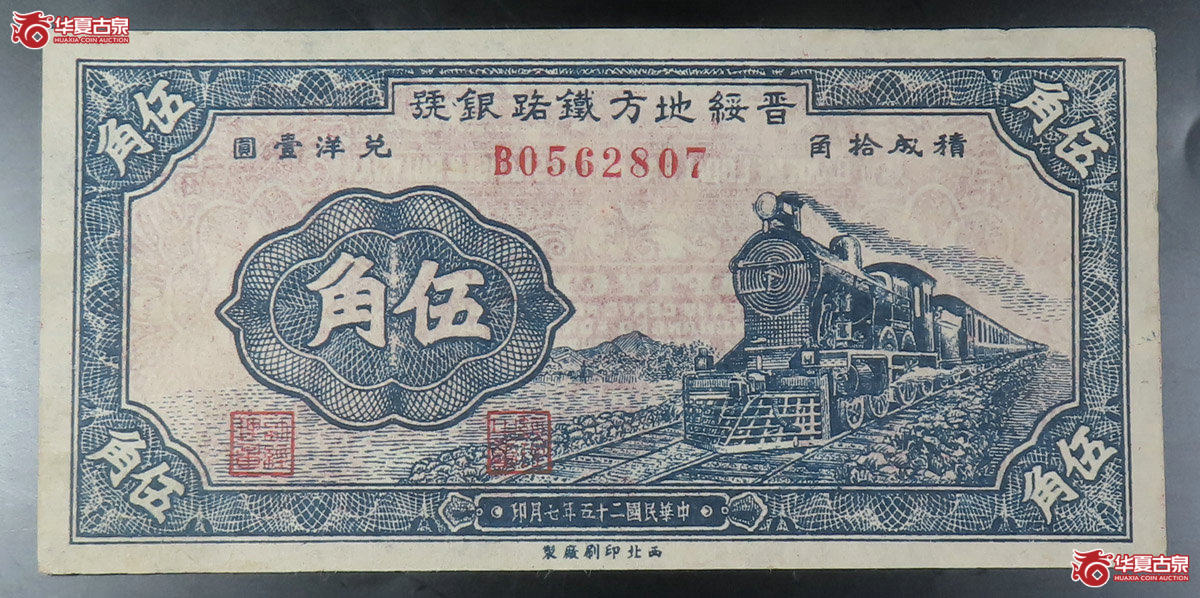 华夏古泉
HUAXIA COIN AUCTION
伍角
伍角
晉綏地方鐵路銀號
積成拾角
B0562807
兌洋壹圓
伍角
伍角
伍角
中華民國二十五年七月印
西北印刷廠製
华夏古泉
HUAXIA COIN AUCTION